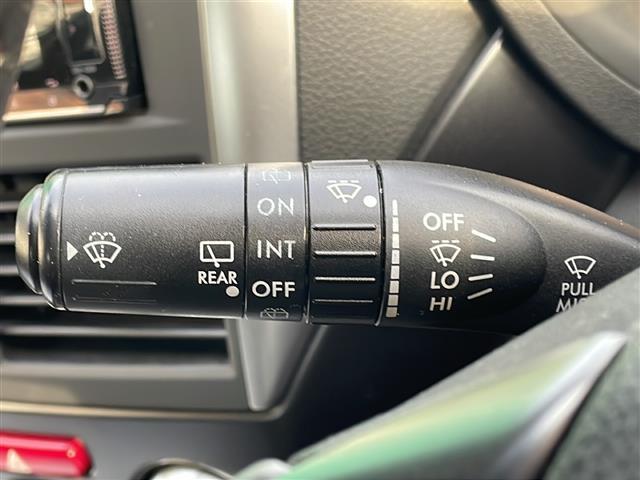 ON
INT
OFF
REAR
OFF
LO
HI
PULL